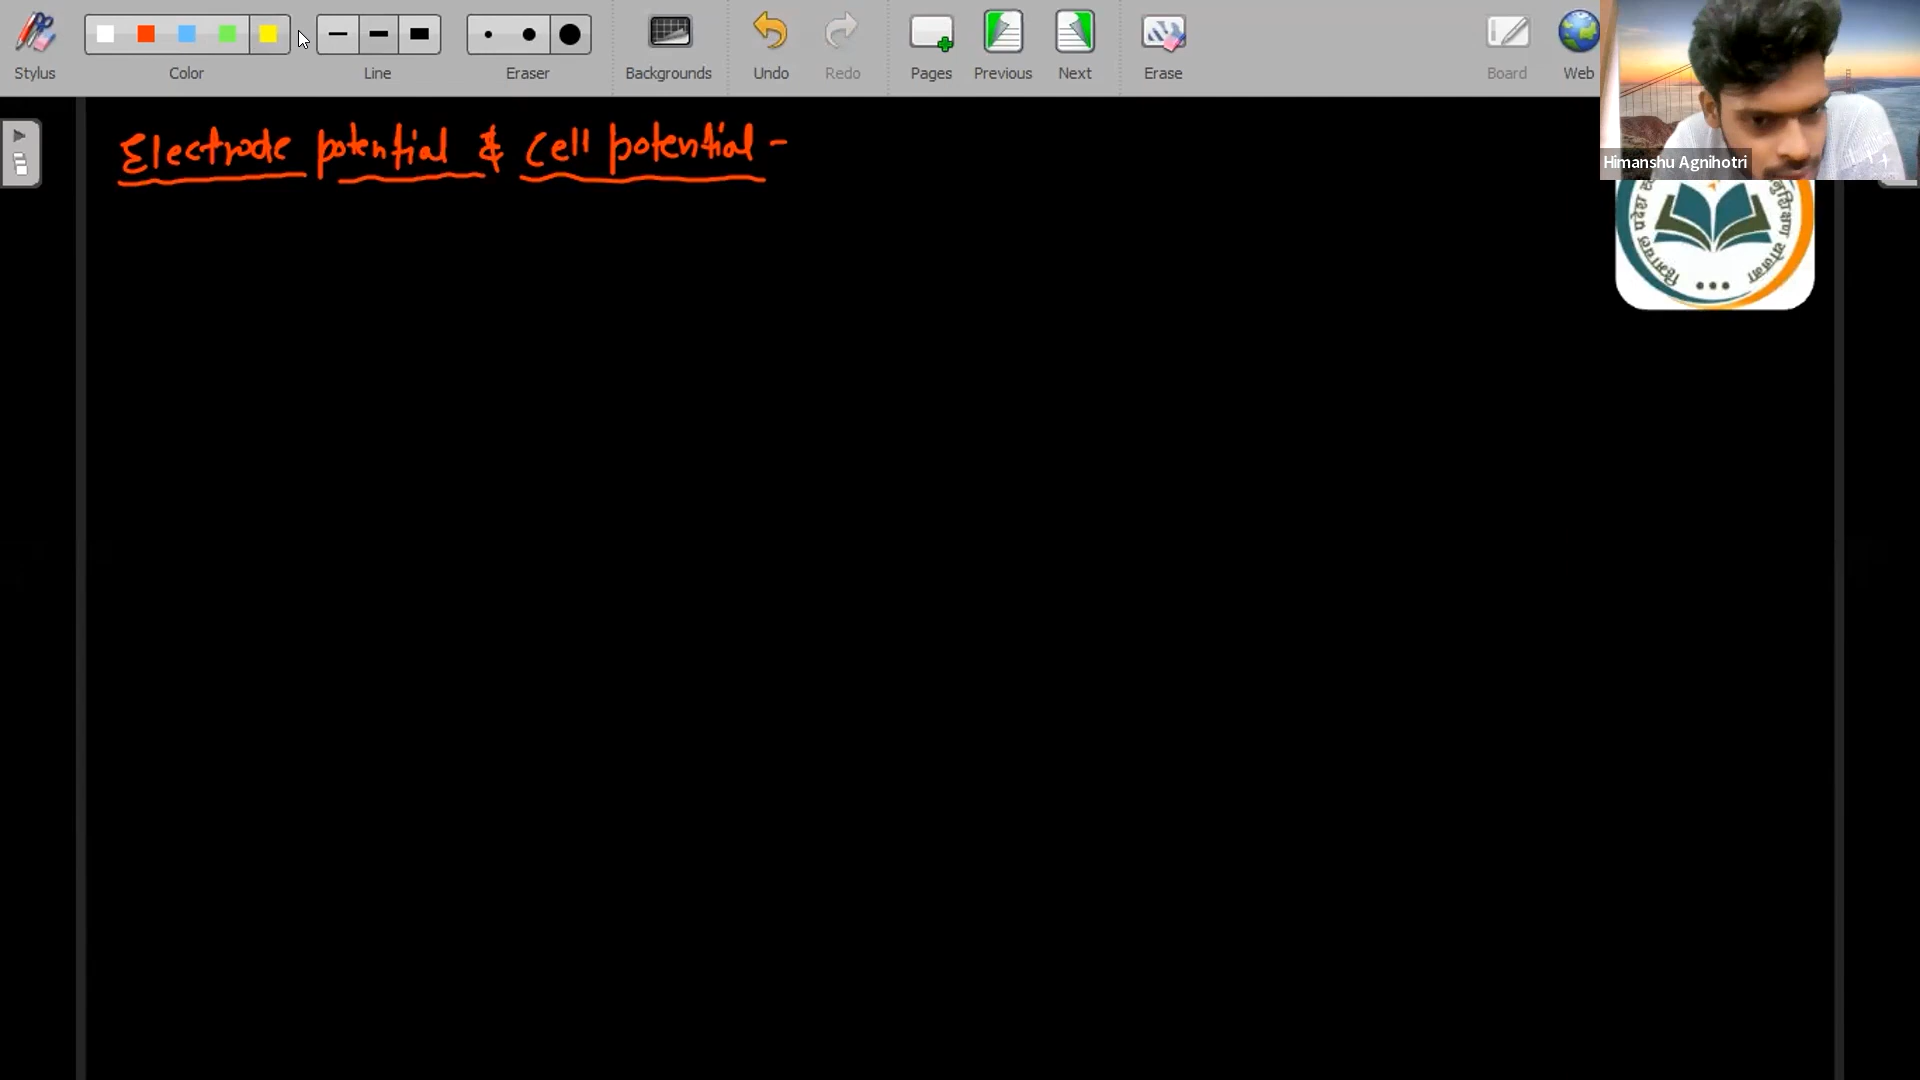 Stylus
Color
Line
Eraser
Backgrounds
Undo
Redo
Pages
Previous
Next
Erase
Board
Web
Himanshu Agnihotri
Electrode potential & Cell potential -